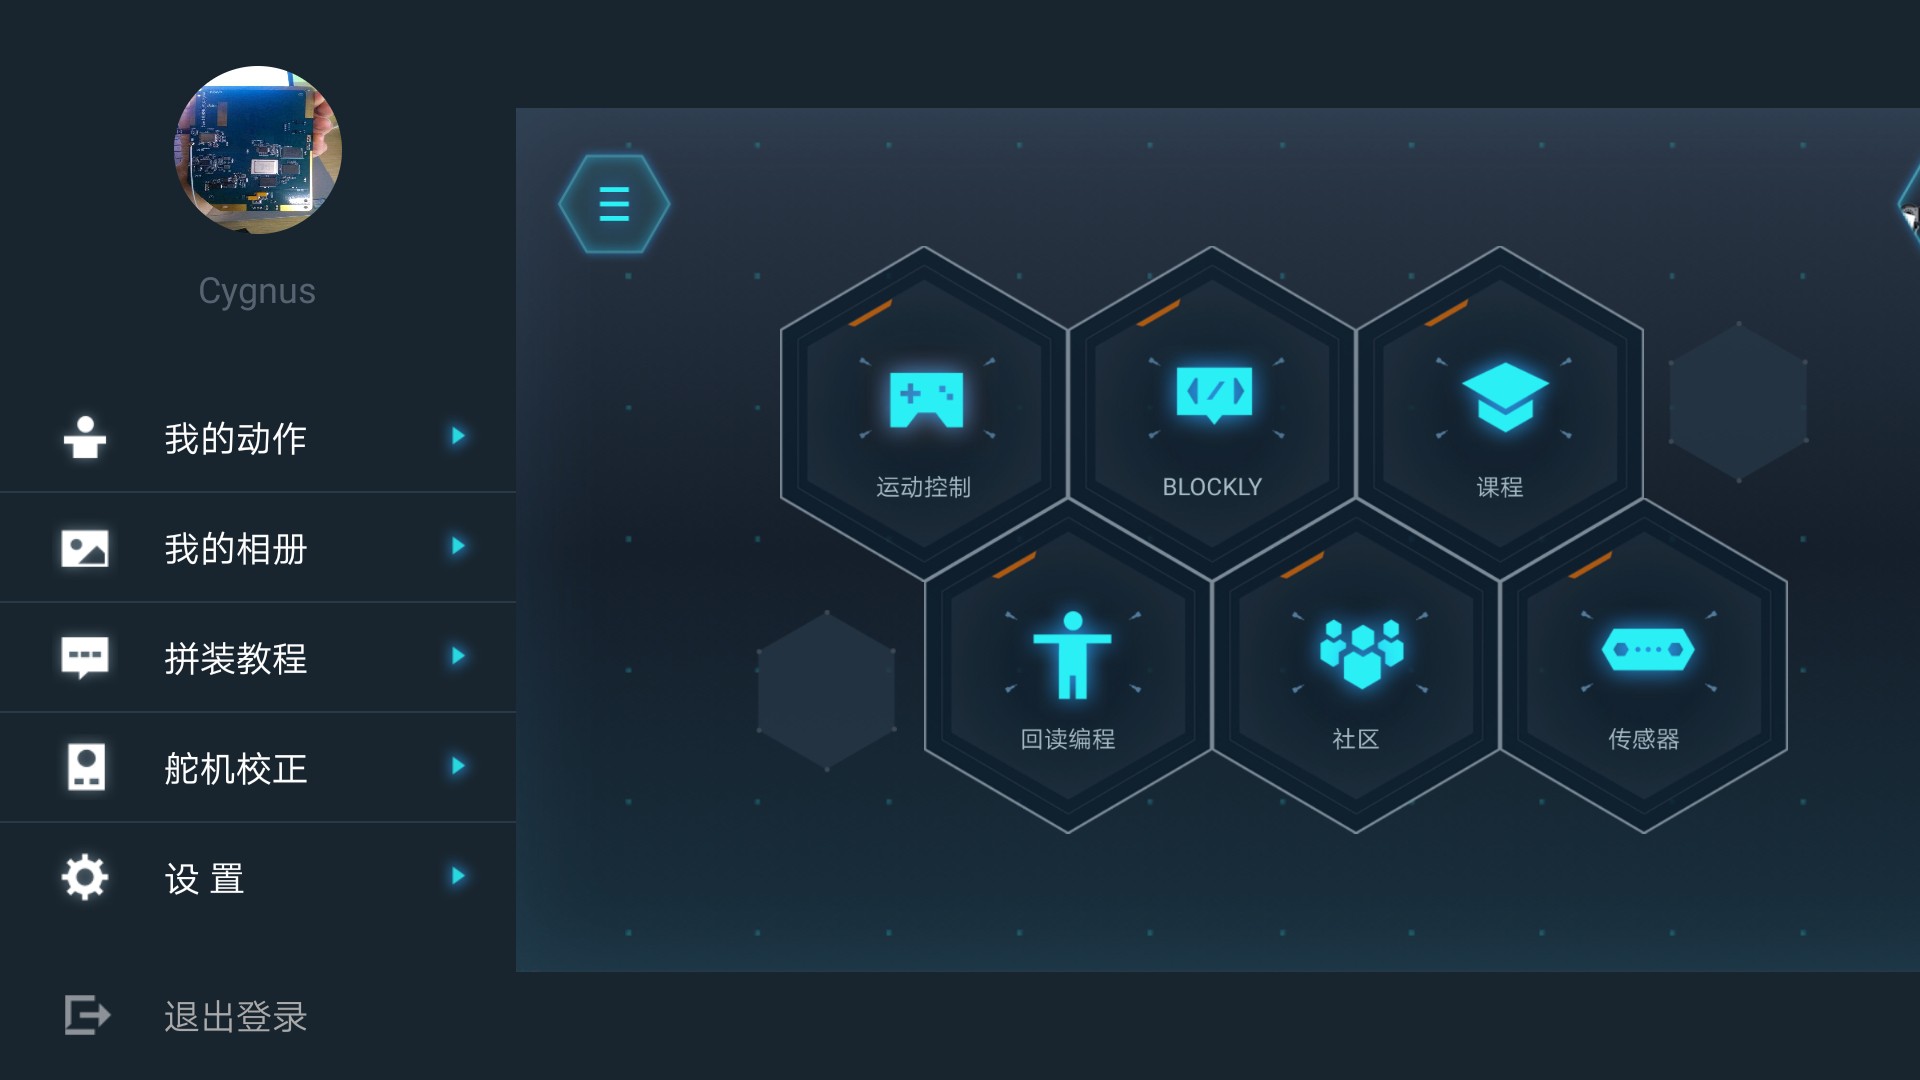 Cygnus
我的动作
我的相册
拼装教程
舵机校正
设 置
退出登录
运动控制
BLOCKLY
课程
回读编程
社区
传感器